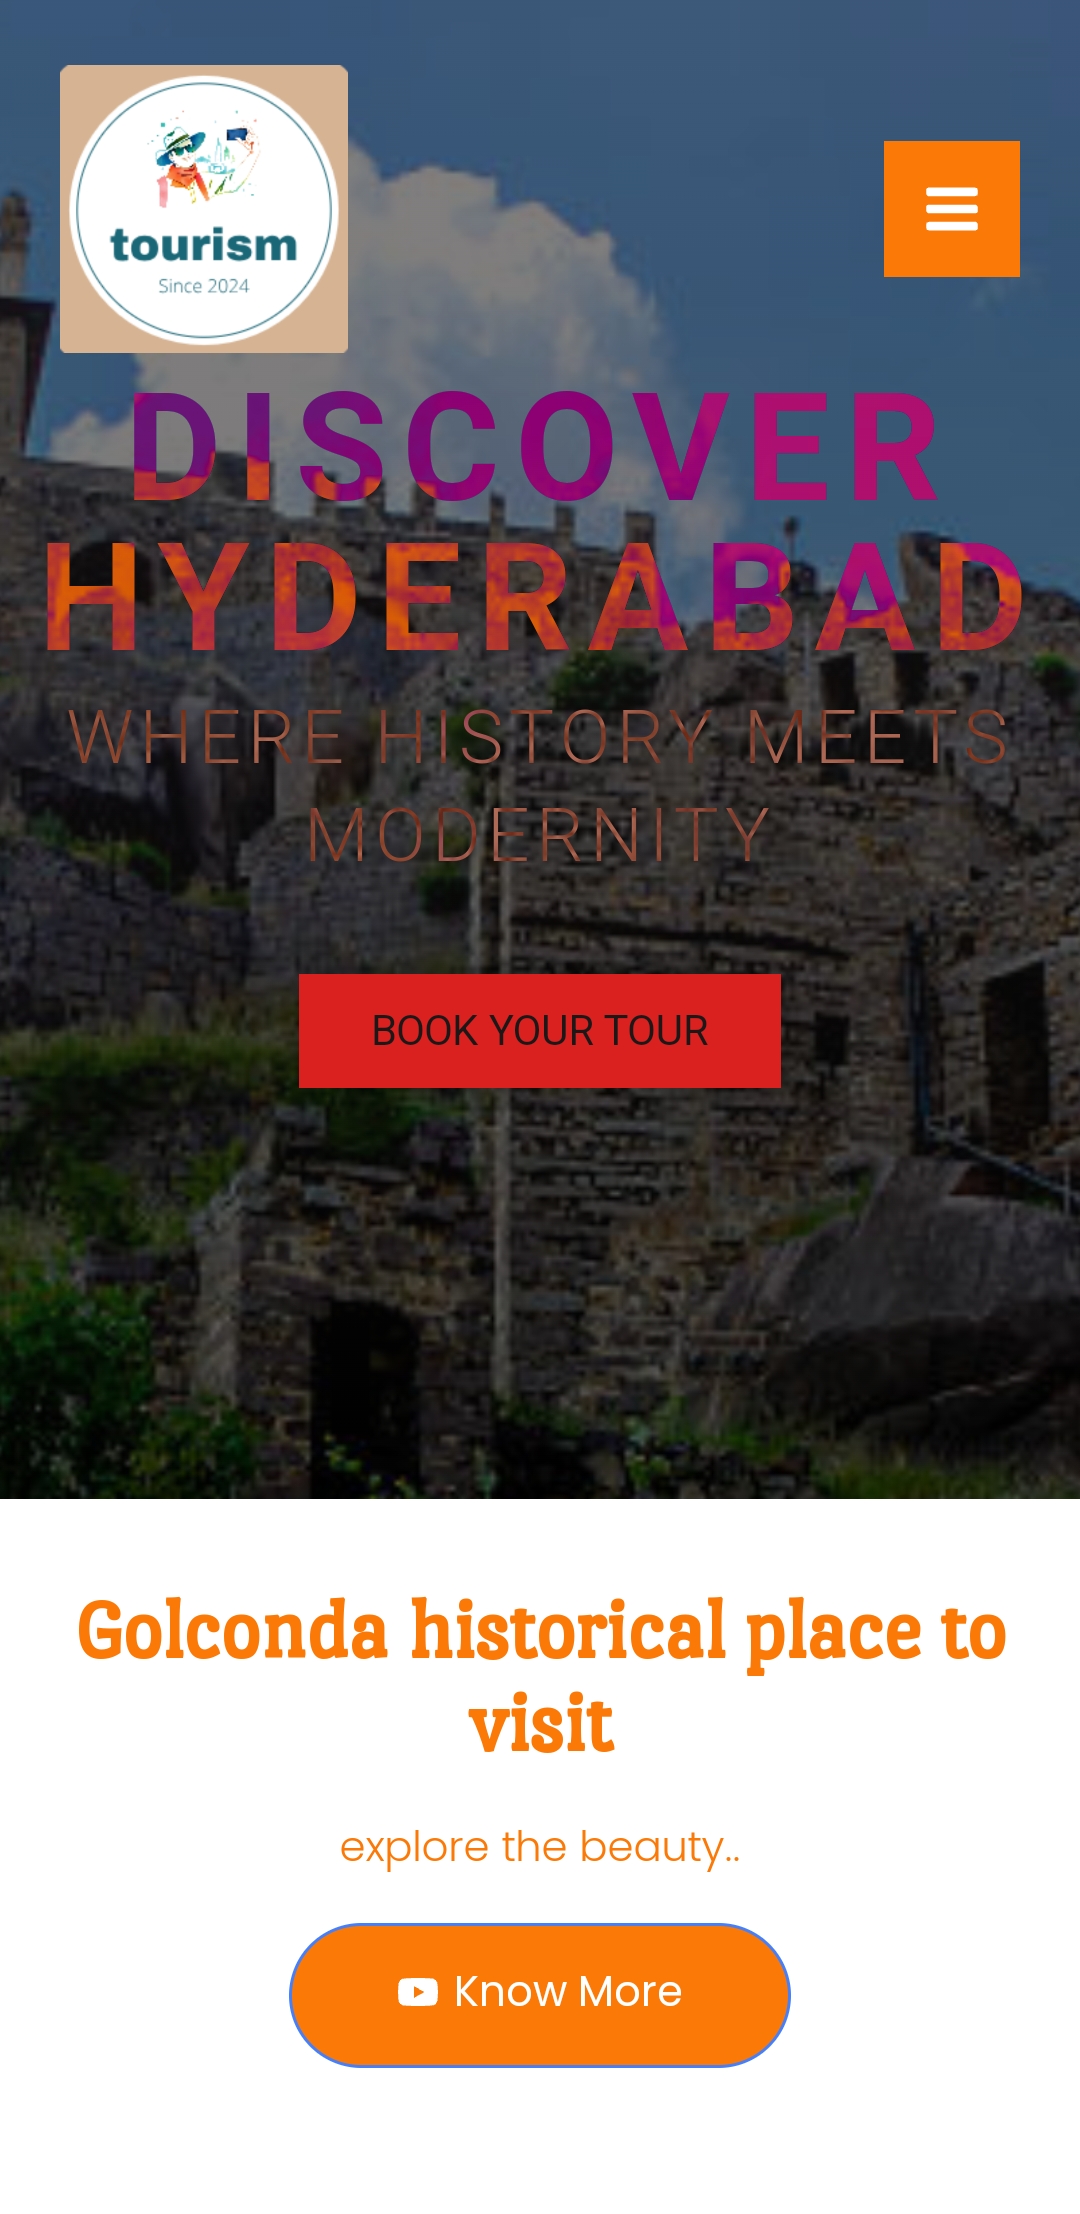 tourism
Since 2024
DISCOVER
HYDERABAD
WHERE HISTORY MEETS
MODERNITY
BOOK YOUR TOUR
Golconda historical place to
visit
explore the beauty..
Know More